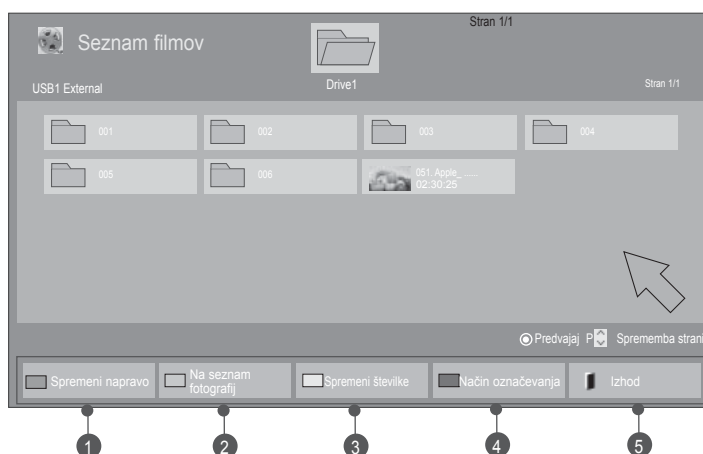 Stran 1/1
Seznam filmov
USB1 External
Drive1
Stran 1/1
001
002
003
004
005
006
051. Apple_ ......
02:30:25
Predvajaj P Sprememba strani
Spremeni napravo
Na seznam
fotografij
Spremeni številke
Način označevanja
Izhod
1
2
3
4
5